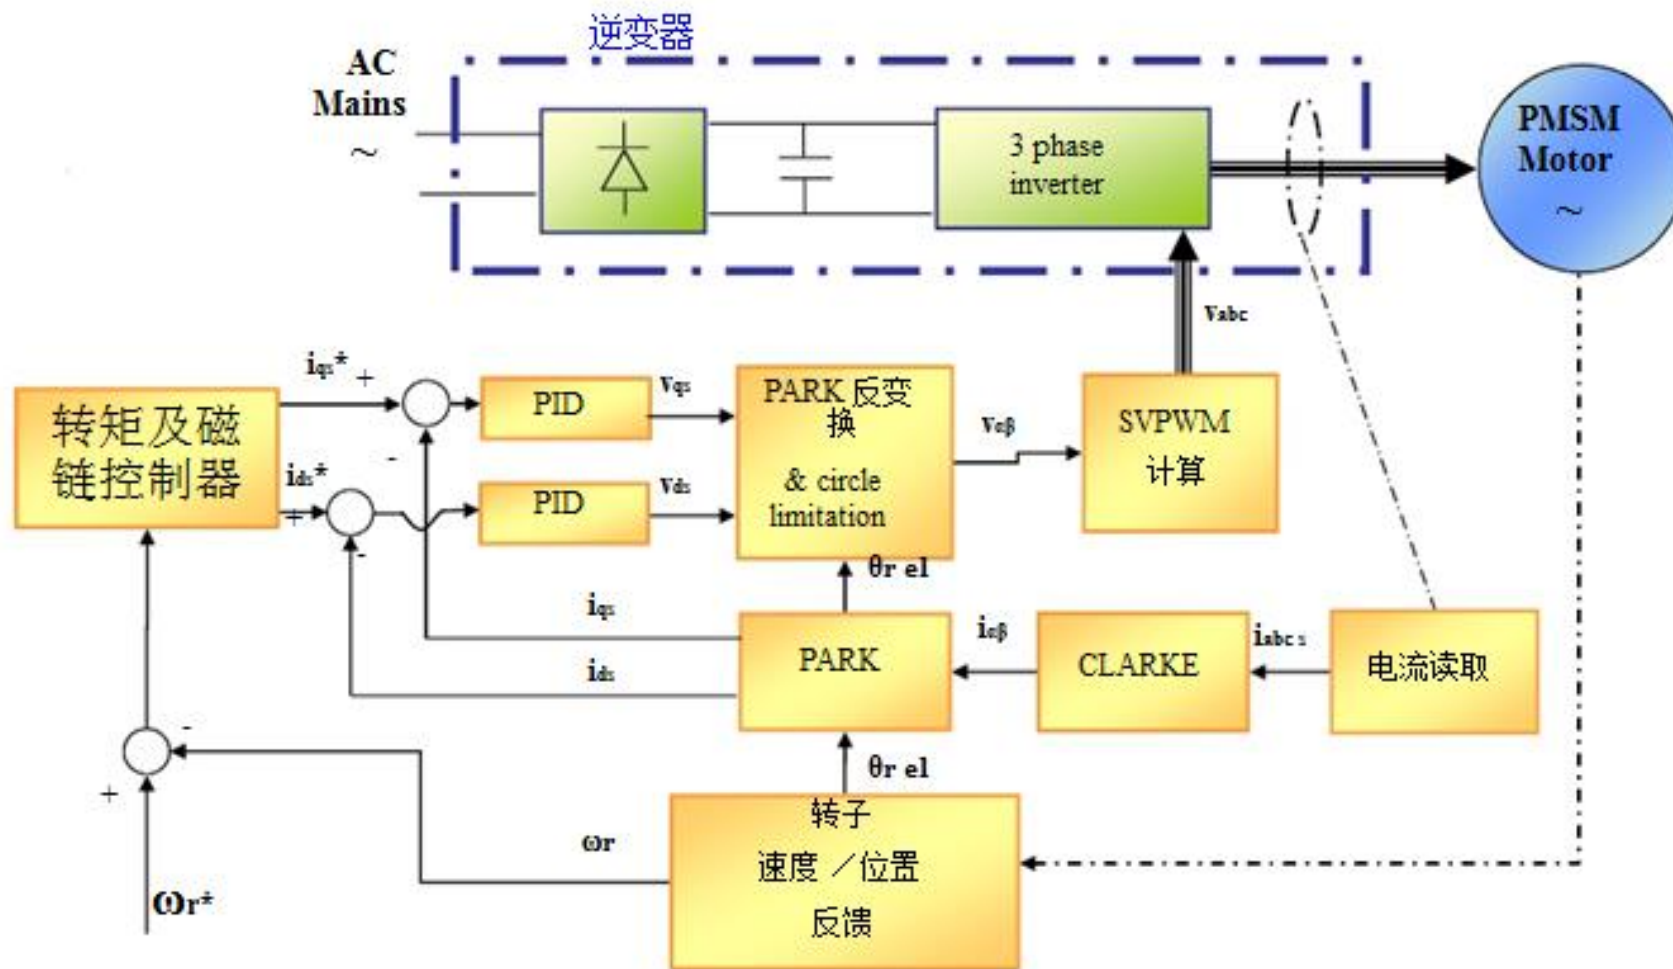 逆变器
AC
Mains
~
3 phase
inverter
PMSM
Motor
~
vabc
iqs*
+
-
PID
vqs
PARK 反变
换
& circle
limitation
vαβ
SVPWM
计算
转矩及磁
链控制器
ids*
+
-
PID
vds
θr el
iqs
ids
PARK
iαβ
CLARKE
iabc s
电流读取
-
+
θr el
ωr
转子
速度／位置
反馈
ωr*